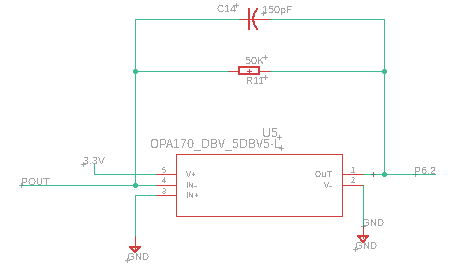 C14 150pF
50K
R11
U5
OPA170_DBV_5DBV5-L
3.3V
5 V+ OUT 1 P6.2
POUT 4 IN- V- 2
3 IN+
GND
GND
GND